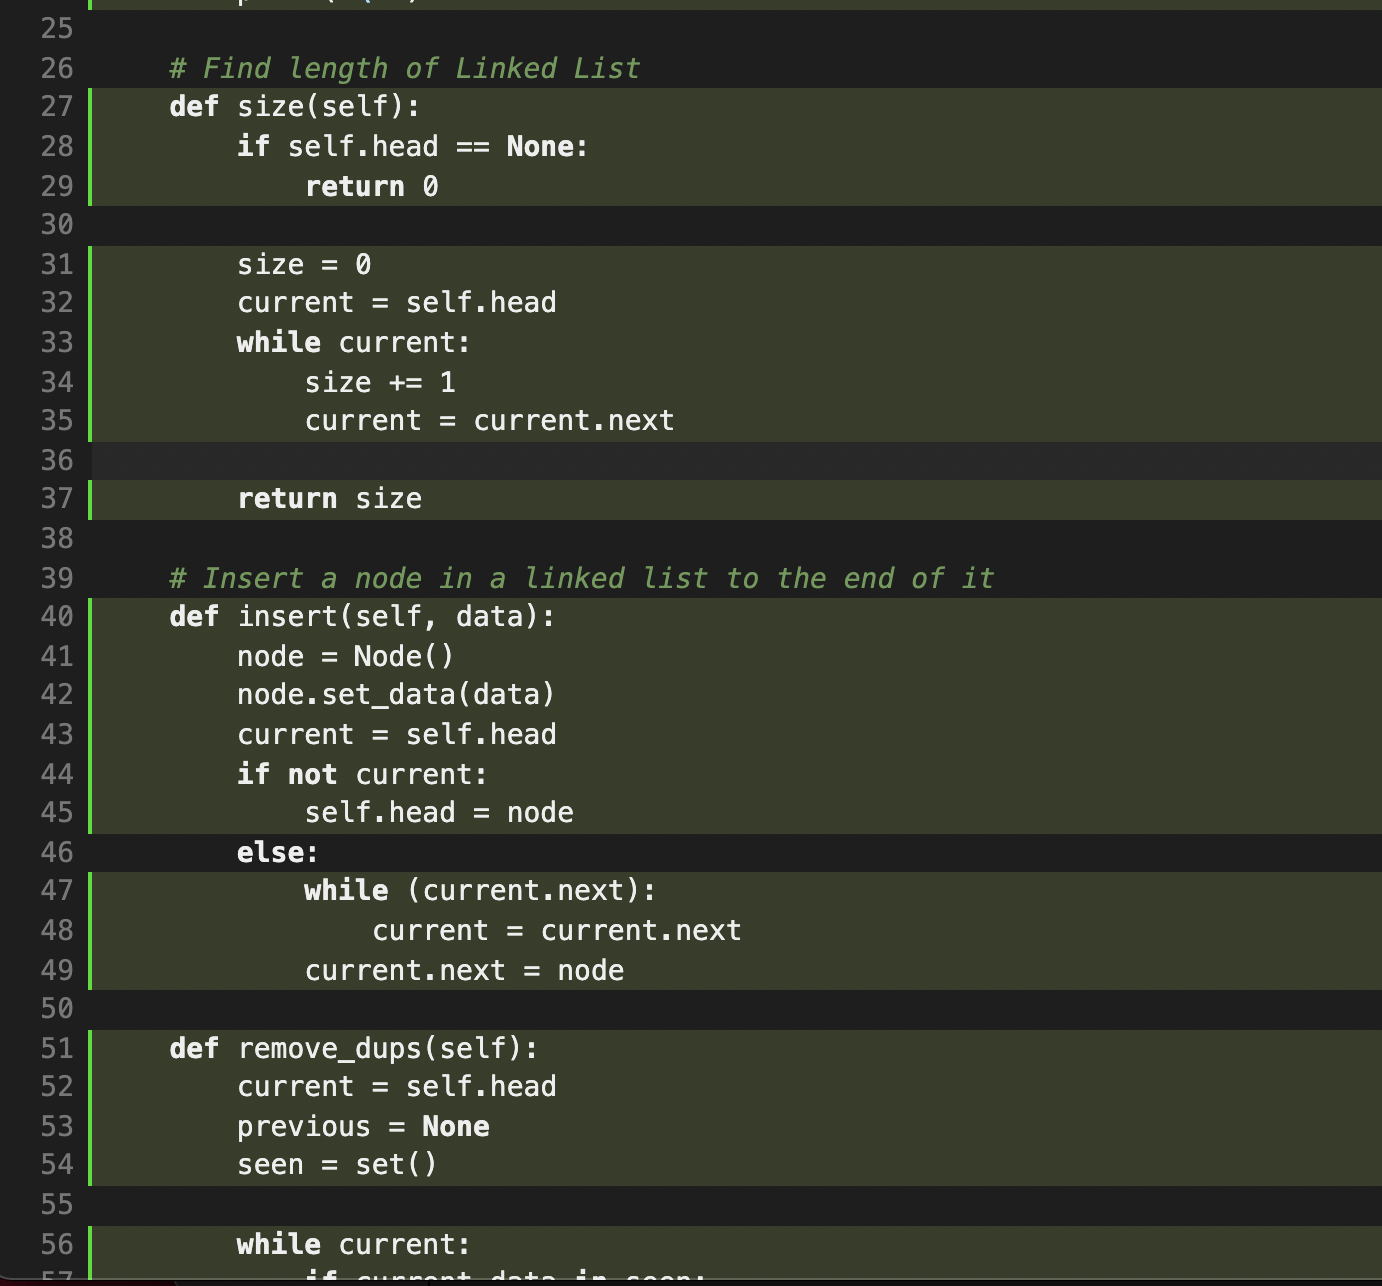 25
26 # Find length of Linked List
27 def size(self):
28 if self.head == None:
29 return 0
30
31 size = 0
32 current = self.head
33 while current:
34 size += 1
35 current = current.next
36
37 return size
38
39 # Insert a node in a linked list to the end of it
40 def insert(self, data):
41 node = Node()
42 node.set_data(data)
43 current = self.head
44 if not current:
45 self.head = node
46 else:
47 while (current.next):
48 current = current.next
49 current.next = node
50
51 def remove_dups(self):
52 current = self.head
53 previous = None
54 seen = set()
55
56 while current:
57 if current.data in seen: